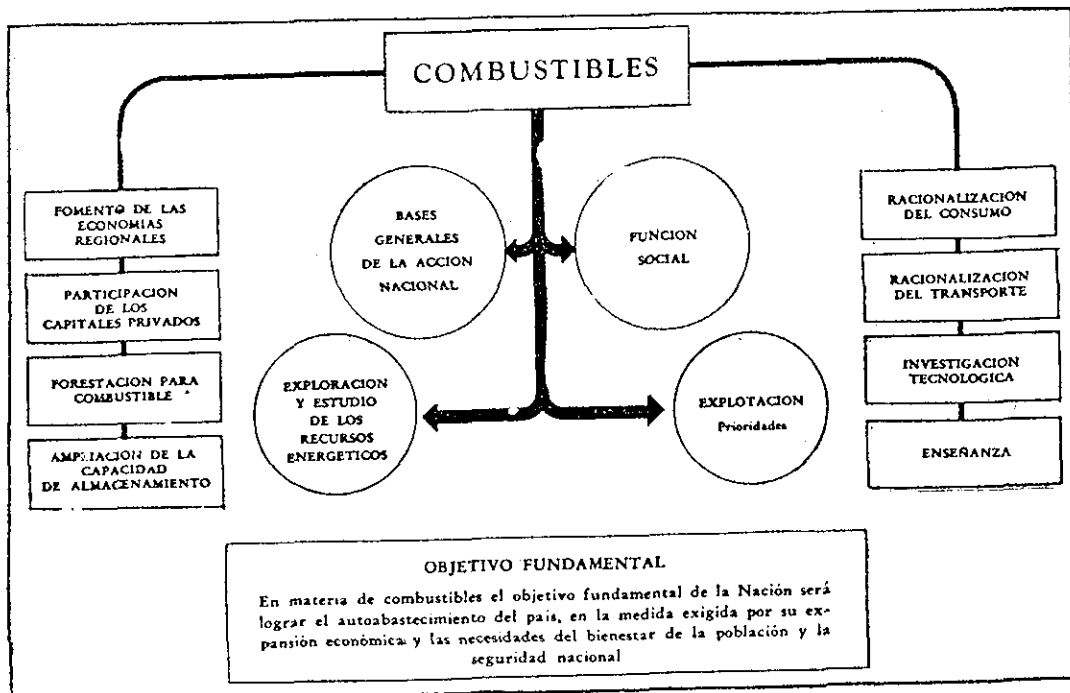 COMBUSTIBLES
FOMENTO DE LAS
ECONOMIAS
REGIONALES
PARTICIPACION
DE LOS
CAPITALES PRIVADOS
FORESTACION PARA
COMBUSTIBLE
AMPLIACION DE LA
CAPACIDAD
DE ALMACENAMIENTO
BASES
GENERALES
DE LA ACCION
NACIONAL
FUNCION
SOCIAL
EXPLORACION
Y ESTUDIO
DE LOS
RECURSOS
ENERGETICOS
EXPLOTACION
Prioridades
RACIONALIZACION
DEL CONSUMO
RACIONALIZACION
DEL TRANSPORTE
INVESTIGACION
TECNOLOGICA
ENSEÑANZA
OBJETIVO FUNDAMENTAL
En materia de combustibles el objetivo fundamental de la Nación será
lograr el autoabastecimiento del país, en la medida exigida por su ex-
pansión económica y las necesidades del bienestar de la población y la
seguridad nacional